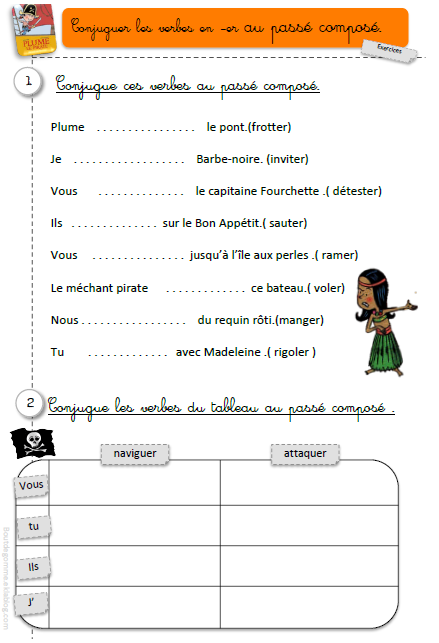 PLUME
Conjuguer les verbes en -er au passé composé.
Exercices
1 Conjugue ces verbes au passé composé.
Plume . . . . . . . . . . . . . . . . le pont.(frotter)
Je . . . . . . . . . . . . . . . . . . Barbe-noire. (inviter)
Vous . . . . . . . . . . . . . . le capitaine Fourchette .( détester)
Ils . . . . . . . . . . . . . . sur le Bon Appétit.( sauter)
Vous . . . . . . . . . . . . . . . jusqu'à l'île aux perles .( ramer)
Le méchant pirate . . . . . . . . . . . . . ce bateau.( voler)
Nous . . . . . . . . . . . . . . . . . du requin rôti.(manger)
Tu . . . . . . . . . . . . . avec Madeleine .( rigoler )
2 Conjugue les verbes du tableau au passé composé .
naviguer attaquer
Vous
tu
Ils
J'